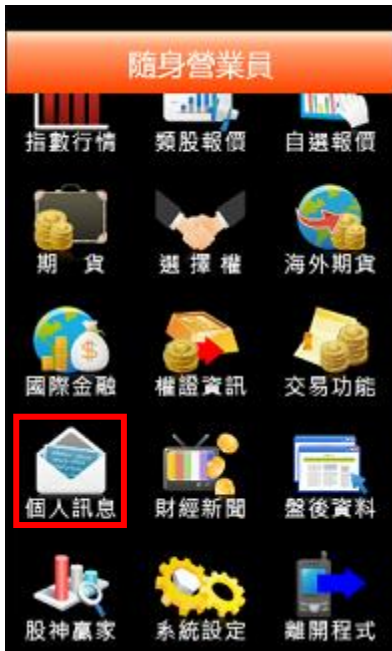 隨身營業員
指數行情 類股報價 自選報價
期 貨 選擇權 海外期貨
國際金融 權證資訊 交易功能
個人訊息 財經新聞 盤後資料
股神贏家 系統設定 離開程式